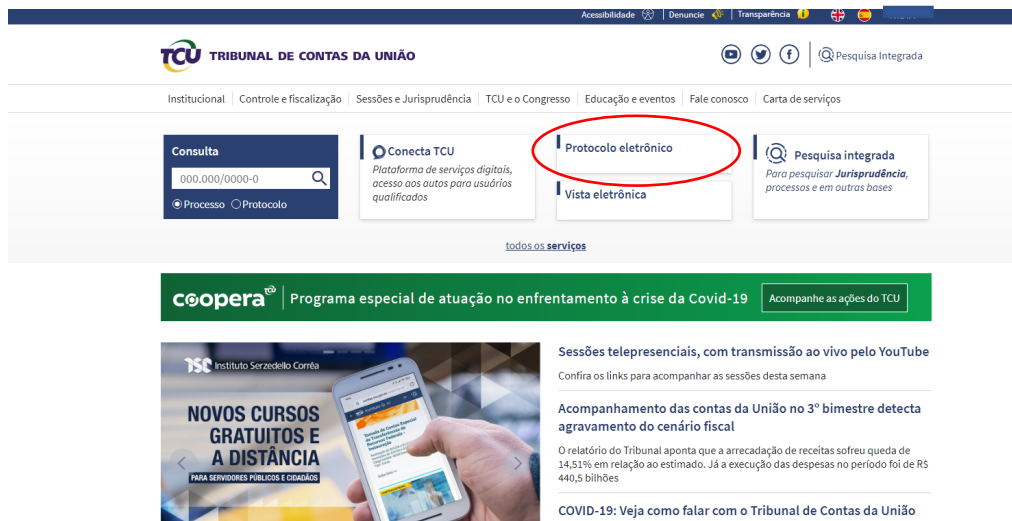 Acessibilidade | Denuncie | Transparência
TCU TRIBUNAL DE CONTAS DA UNIÃO
Pesquisa Integrada
Institucional | Controle e fiscalização | Sessões e Jurisprudência | TCU e o Congresso | Educação e eventos | Fale conosco | Carta de serviços
Consulta
000.000/0000-0
Processo Protocolo
Conecta TCU
Plataforma de serviços digitais,
acesso aos autos para usuários
qualificados
Protocolo eletrônico
Vista eletrônica
Pesquisa integrada
Para pesquisar Jurisprudência,
processos e em outras bases
todos os serviços
coopera tcu | Programa especial de atuação no enfrentamento à crise da Covid-19
Acompanhe as ações do TCU
ISC Instituto Serzedello Corrêa
NOVOS CURSOS
GRATUITOS E
A DISTÂNCIA
PARA SERVIDORES PÚBLICOS E CIDADÃOS
Sessões telepresenciais, com transmissão ao vivo pelo YouTube
Confira os links para acompanhar as sessões desta semana
Acompanhamento das contas da União no 3º bimestre detecta
agravamento do cenário fiscal
O relatório do Tribunal aponta que a arrecadação de receitas sofreu queda de
14,51% em relação ao estimado. Já a execução das despesas no período foi de R$
440,5 bilhões
COVID-19: Veja como falar com o Tribunal de Contas da União